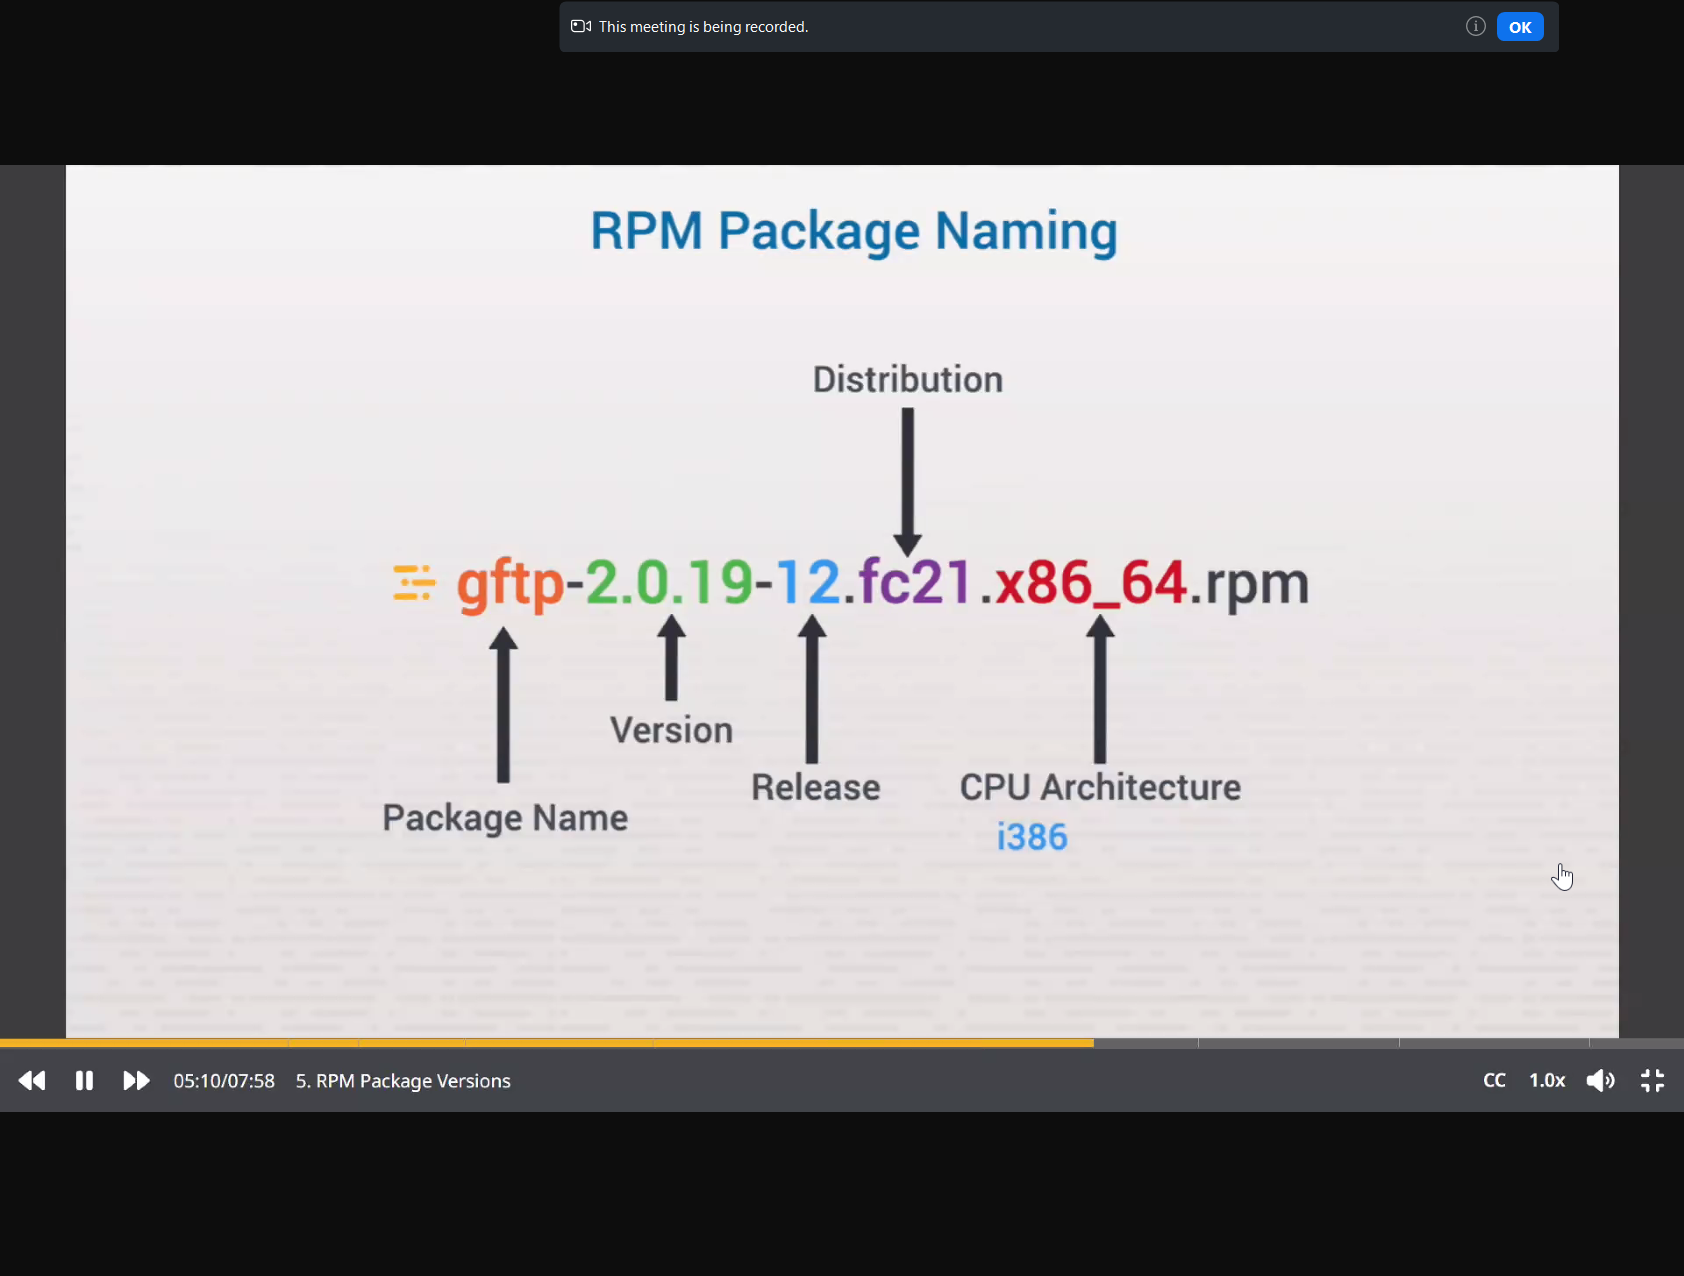 This meeting is being recorded.
OK
RPM Package Naming
Distribution
gftp-2.0.19-12.fc21.x86_64.rpm
Version
Release
CPU Architecture
Package Name
i386
05:10/07:58 5. RPM Package Versions
CC 1.0x